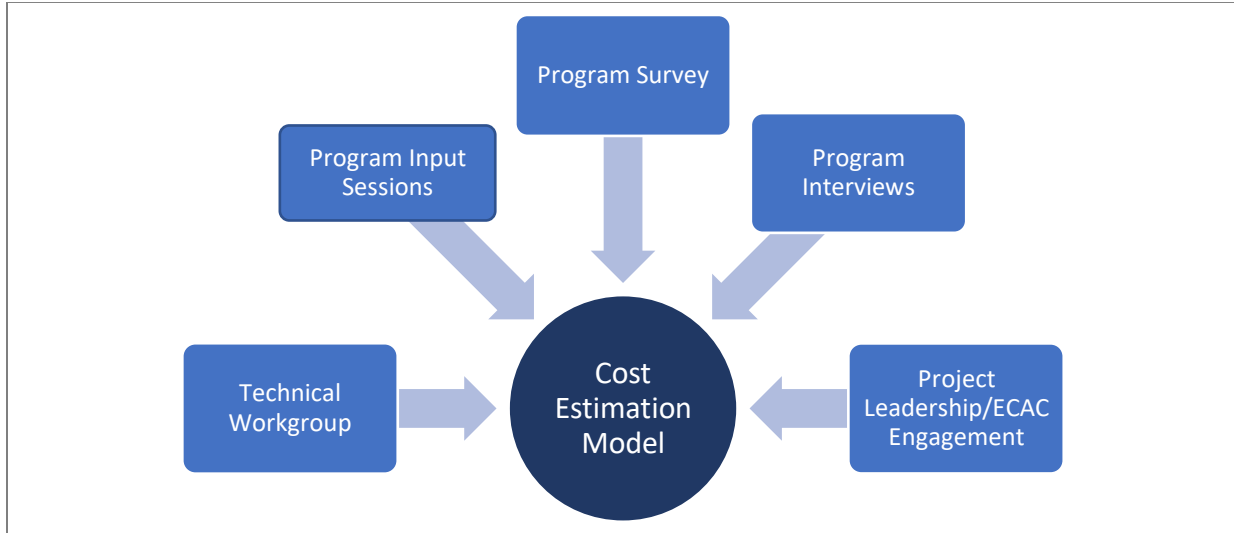 Program Survey
Program Input
Sessions
Program
Interviews
Technical
Workgroup
Cost
Estimation
Model
Project
Leadership/ECAC
Engagement